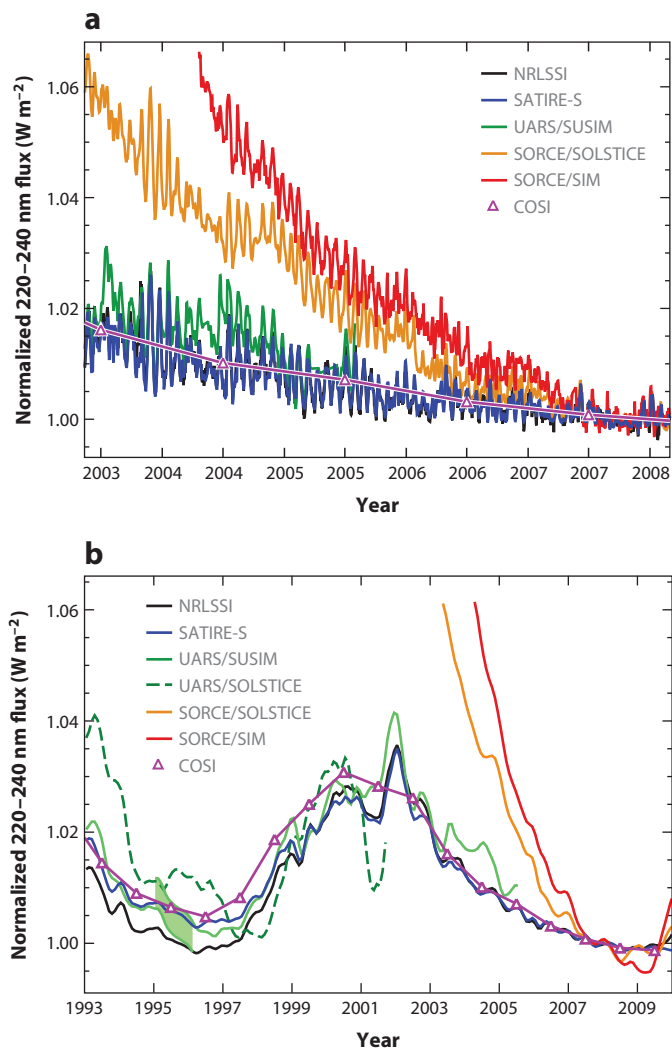 a
Normalized 220–240 nm flux (W m⁻²)
1.06
1.04
1.02
1.00
NRLSSI
SATIRE-S
UARS/SUSIM
SORCE/SOLSTICE
SORCE/SIM
COSI
2003 2004 2004 2005 2005 2006 2006 2007 2007 2008
Year
b
Normalized 220–240 nm flux (W m⁻²)
1.06
1.04
1.02
1.00
NRLSSI
SATIRE-S
UARS/SUSIM
UARS/SOLSTICE
SORCE/SOLSTICE
SORCE/SIM
COSI
1993 1995 1997 1999 2001 2003 2005 2007 2009
Year